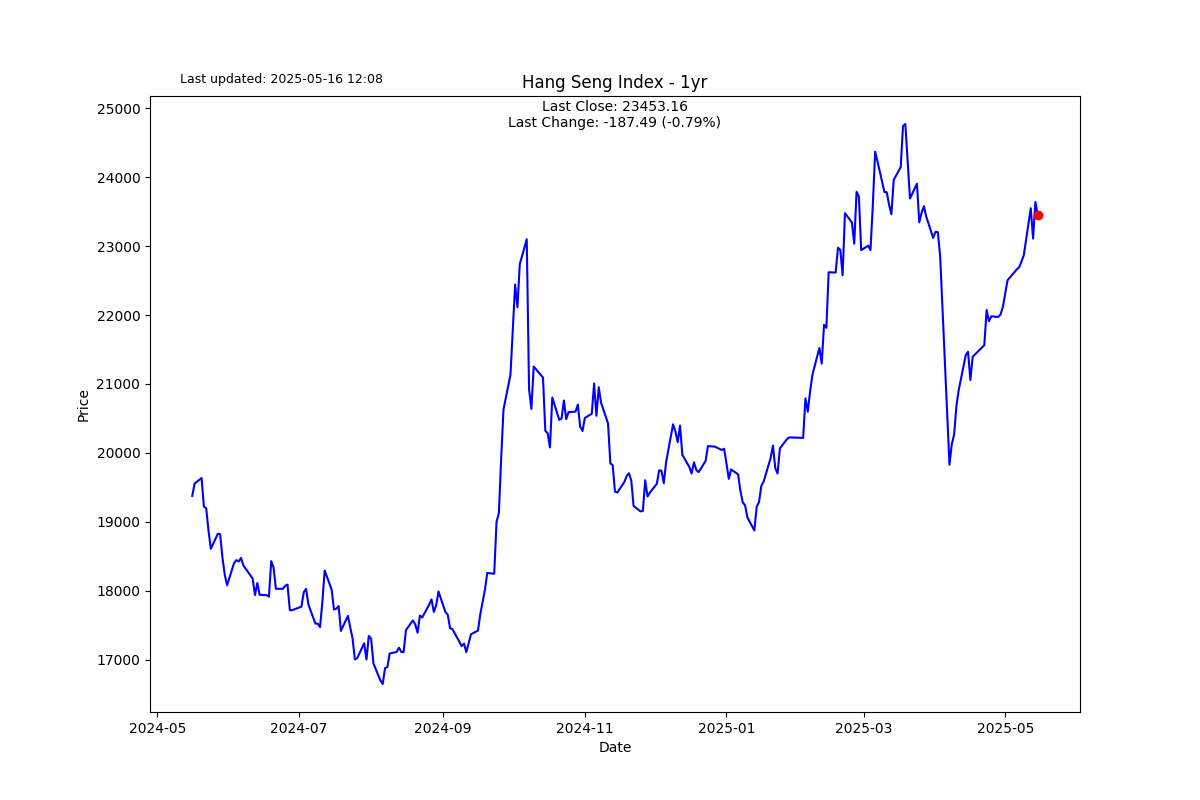 Last updated: 2025-05-16 12:08
Hang Seng Index - 1yr
Last Close: 23453.16
Last Change: -187.49 (-0.79%)
25000
24000
23000
22000
21000
20000
19000
18000
17000
Price
2024-05
2024-07
2024-09
2024-11
2025-01
2025-03
2025-05
Date